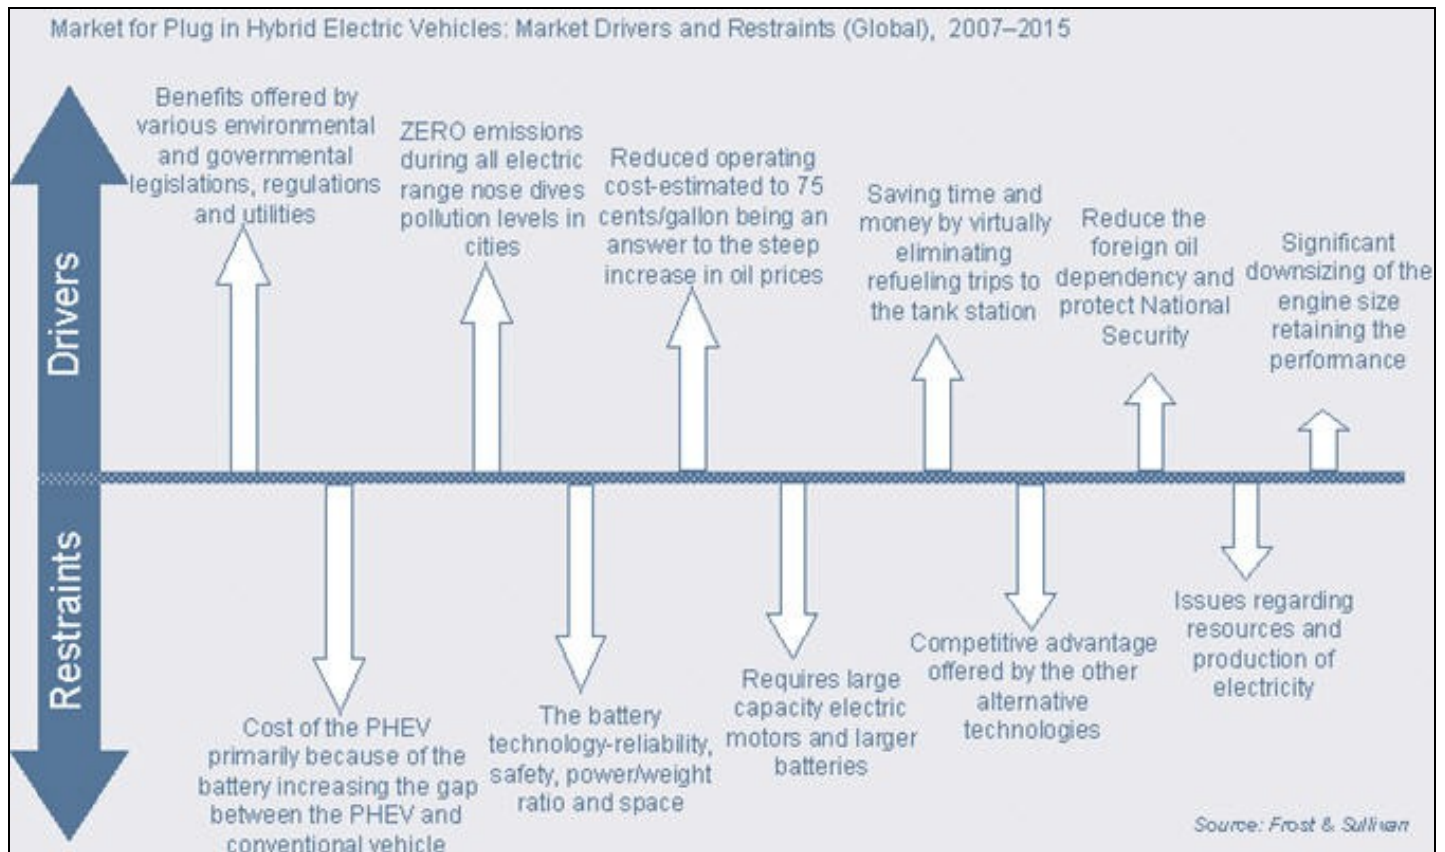 Market for Plug in Hybrid Electric Vehicles: Market Drivers and Restraints (Global), 2007–2015
Drivers
Benefits offered by
various environmental
and governmental
legislations, regulations
and utilities
ZERO emissions
during all electric
range nose dives
pollution levels in
cities
Reduced operating
cost-estimated to 75
cents/gallon being an
answer to the steep
increase in oil prices
Saving time and
money by virtually
eliminating
refueling trips to
the tank station
Reduce the
foreign oil
dependency and
protect National
Security
Significant
downsizing of the
engine size
retaining the
performance
Restraints
Cost of the PHEV
primarily because of the
battery increasing the gap
between the PHEV and
conventional vehicle
The battery
technology-reliability,
safety, power/weight
ratio and space
Requires large
capacity electric
motors and larger
batteries
Competitive advantage
offered by the other
alternative
technologies
Issues regarding
resources and
production of
electricity
Source: Frost & Sullivan